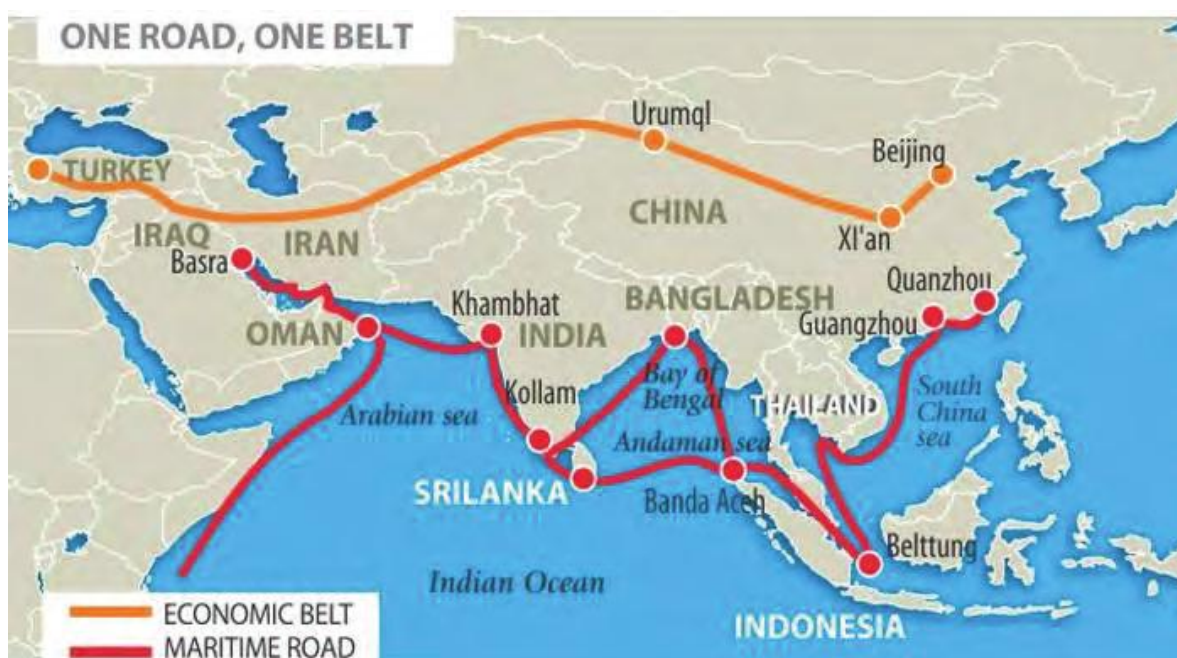 ONE ROAD, ONE BELT
Urumql
Beijing
TURKEY
CHINA
XI'an
IRAQ
IRAN
Basra
Quanzhou
Khambhat
BANGLADESH
Guangzhou
OMAN
INDIA
Kollam
Bay of
Bengal
THAILAND
South
China
sea
Arabian sea
Andaman sea
SRILANKA
Banda Aceh
Belttung
Indian Ocean
INDONESIA
ECONOMIC BELT
MARITIME ROAD